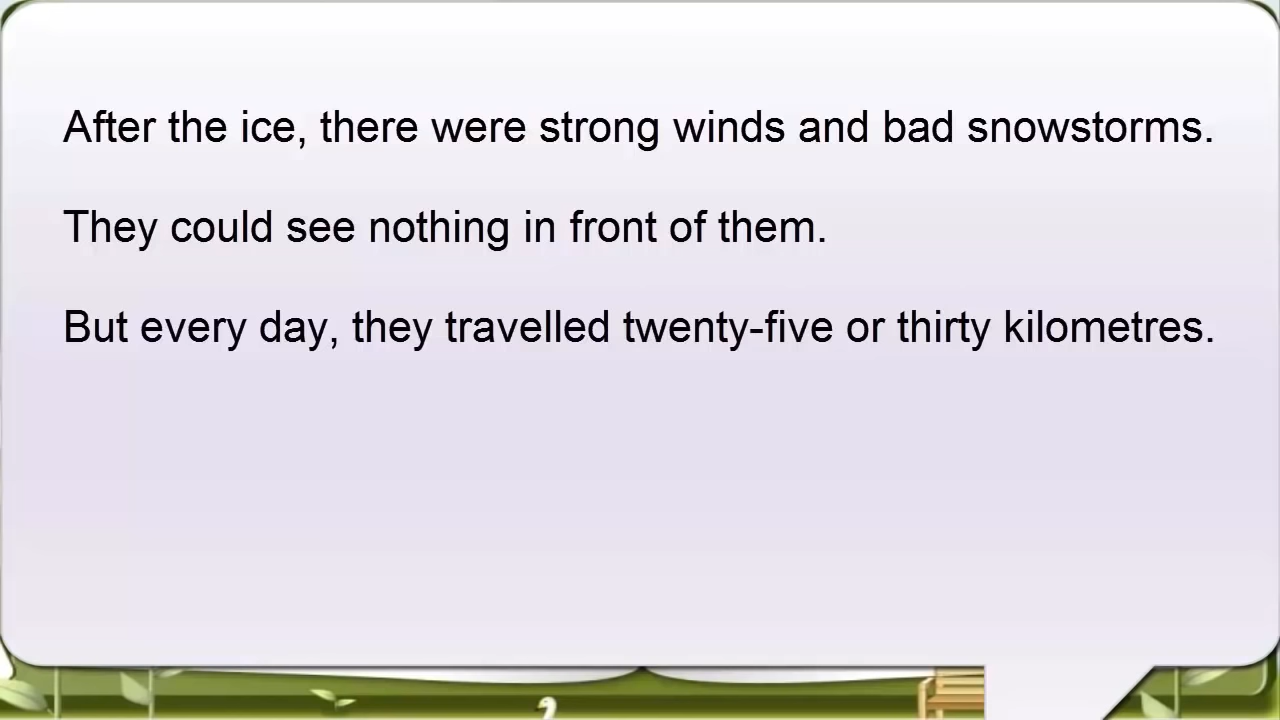 After the ice, there were strong winds and bad snowstorms.
They could see nothing in front of them.
But every day, they travelled twenty-five or thirty kilometres.